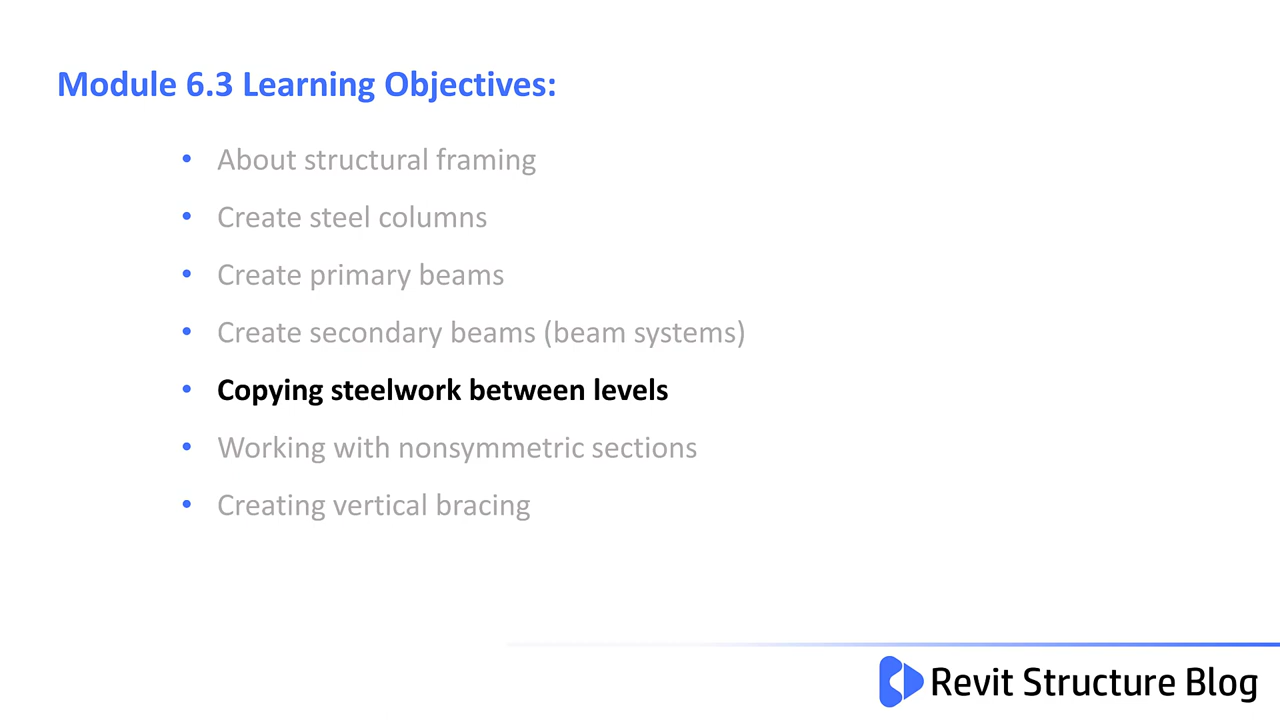 Module 6.3 Learning Objectives:
• About structural framing
• Create steel columns
• Create primary beams
• Create secondary beams (beam systems)
• Copying steelwork between levels
• Working with nonsymmetric sections
• Creating vertical bracing
Revit Structure Blog